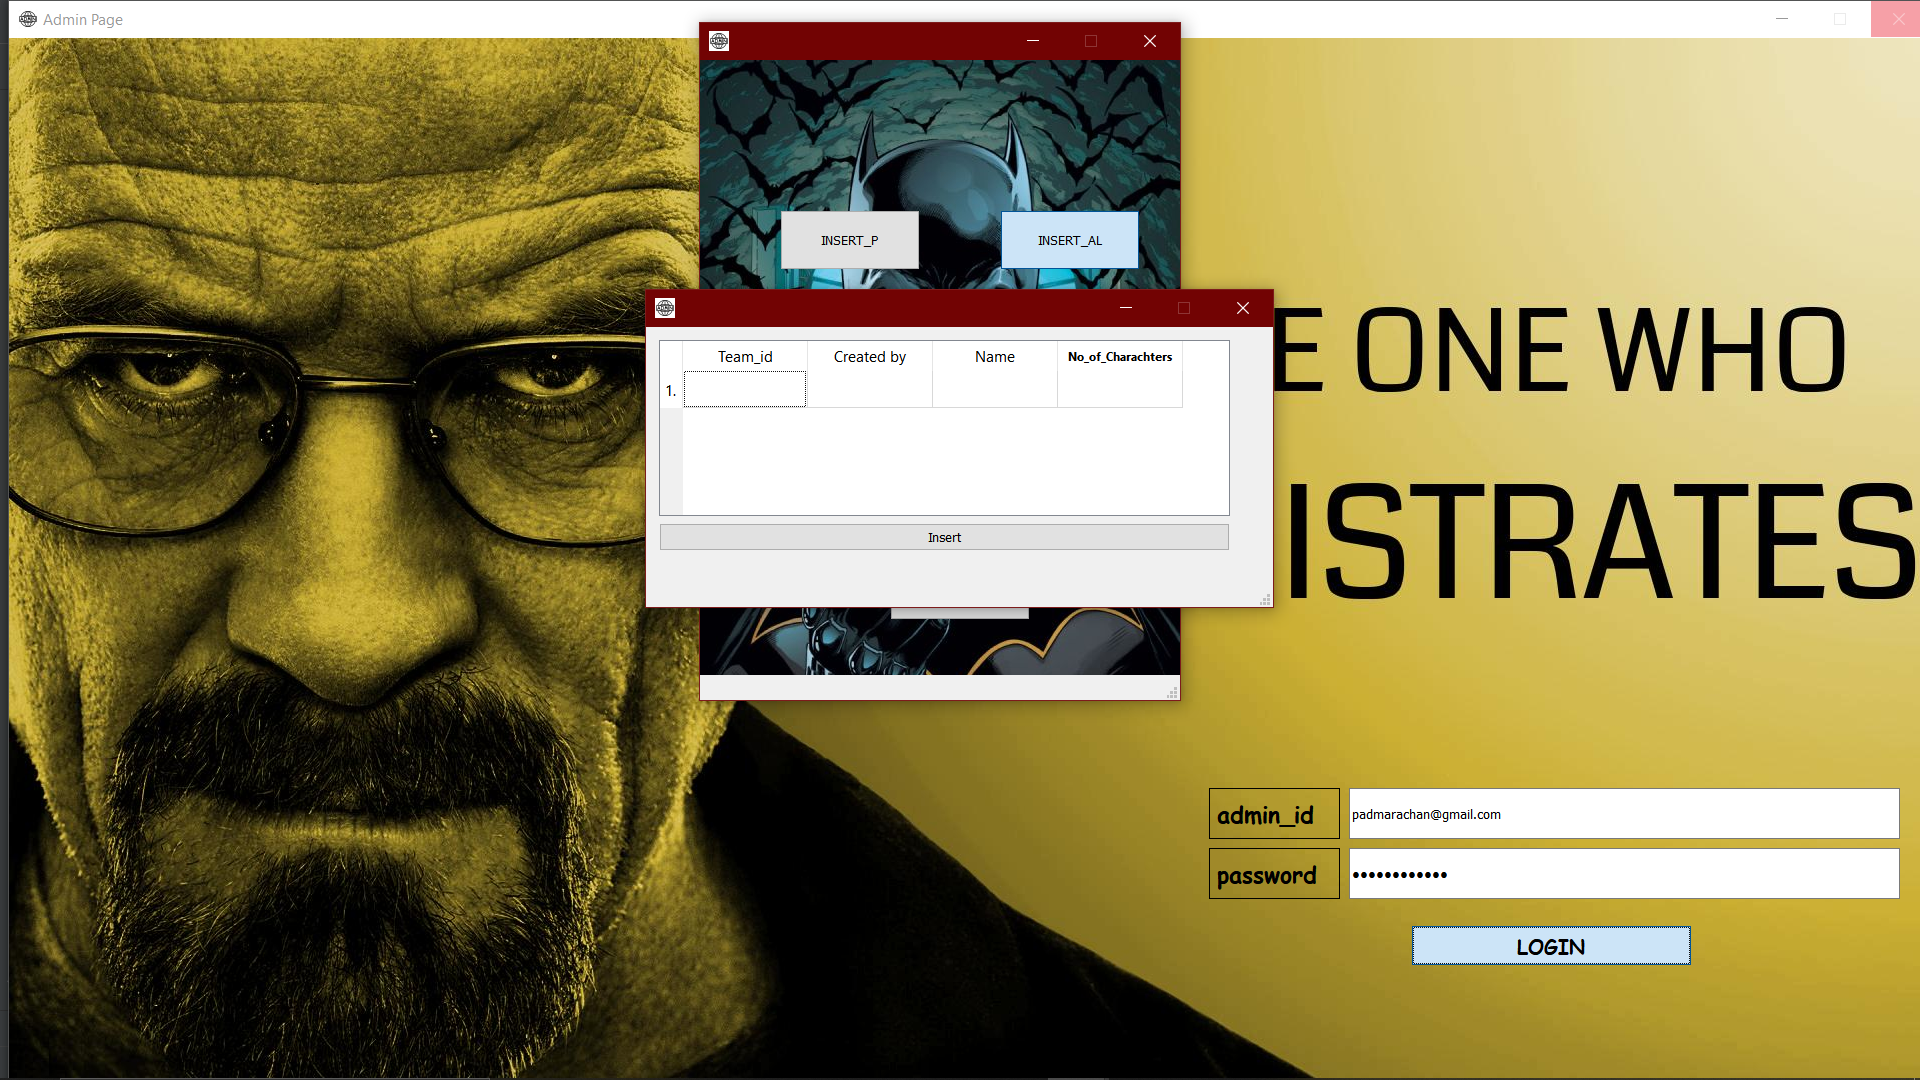 Admin Page
INSERT_P
INSERT_AL
Team_id Created by Name No_of_Charachters
1.
Insert
E ONE WHO
ISTRATES
admin_id padmarachan@gmail.com
password ••••••••••••
LOGIN